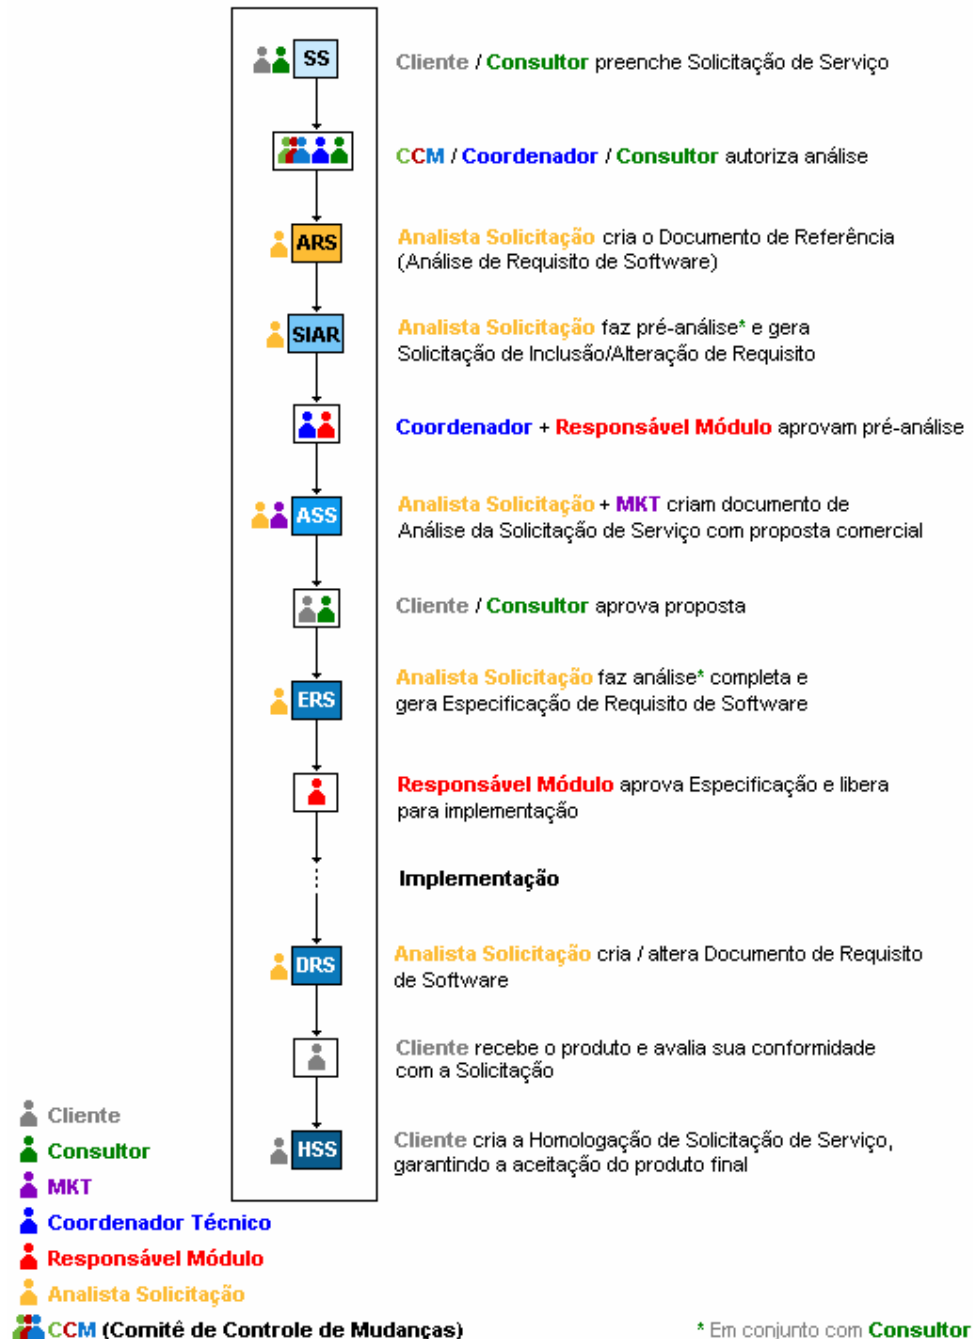 SS
Cliente / Consultor preenche Solicitação de Serviço
CCM / Coordenador / Consultor autoriza análise
ARS
Analista Solicitação cria o Documento de Referência
(Análise de Requisito de Software)
SIAR
Analista Solicitação faz pré-análise* e gera
Solicitação de Inclusão/Alteração de Requisito
Coordenador + Responsável Módulo aprovam pré-análise
ASS
Analista Solicitação + MKT criam documento de
Análise da Solicitação de Serviço com proposta comercial
Cliente / Consultor aprova proposta
ERS
Analista Solicitação faz análise* completa e
gera Especificação de Requisito de Software
Responsável Módulo aprova Especificação e libera
para implementação
Implementação
DRS
Analista Solicitação cria / altera Documento de Requisito
de Software
Cliente recebe o produto e avalia sua conformidade
com a Solicitação
HSS
Cliente cria a Homologação de Solicitação de Serviço,
garantindo a aceitação do produto final
Cliente
Consultor
MKT
Coordenador Técnico
Responsável Módulo
Analista Solicitação
CCM (Comitê de Controle de Mudanças)
* Em conjunto com Consultor